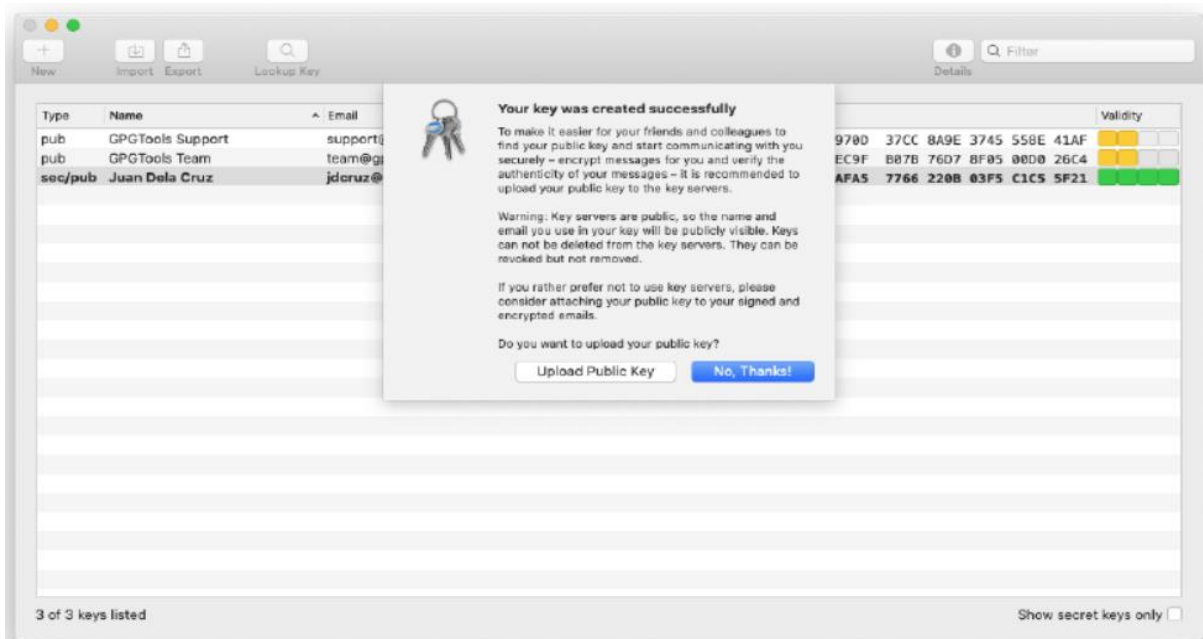 New
Import Export
Lookup Key
Details
Filter
Type Name Email Validity
pub GPGTools Support support 970D 37CC 8A9E 3745 558E 41AF
pub GPGTools Team team@g EC9F B07B 76D7 8F05 00D0 26C4
sec/pub Juan Dela Cruz jdcruz@ AFA5 7766 220B 03F5 C1C5 5F21
Your key was created successfully
To make it easier for your friends and colleagues to
find your public key and start communicating with you
securely – encrypt messages for you and verify the
authenticity of your messages – it is recommended to
upload your public key to the key servers.
Warning: Key servers are public, so the name and
email you use in your key will be publicly visible. Keys
can not be deleted from the key servers. They can be
revoked but not removed.
If you rather prefer not to use key servers, please
consider attaching your public key to your signed and
encrypted emails.
Do you want to upload your public key?
Upload Public Key No, Thanks!
3 of 3 keys listed Show secret keys only